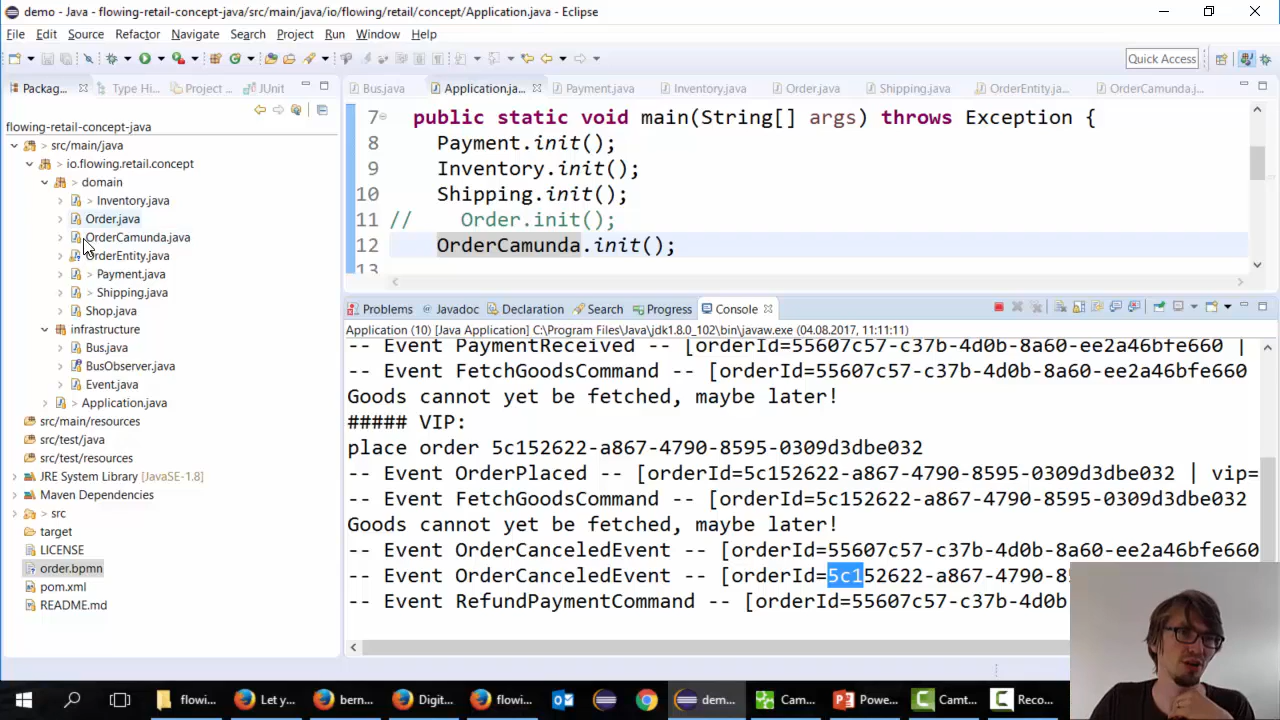 demo - Java - flowing-retail-concept-java/src/main/java/io/flowing/retail/concept/Application.java - Eclipse
File Edit Source Refactor Navigate Search Project Run Window Help
Quick Access
Packag... Type Hi... Project ... JUnit
Bus.java Application.ja... Payment.java Inventory.java Order.java Shipping.java OrderEntity.ja... OrderCamunda.j...
flowing-retail-concept-java
> src/main/java
> io.flowing.retail.concept
> domain
> Inventory.java
Order.java
OrderCamunda.java
OrderEntity.java
> Payment.java
> Shipping.java
Shop.java
> infrastructure
Bus.java
BusObserver.java
Event.java
> Application.java
src/main/resources
src/test/java
src/test/resources
JRE System Library [JavaSE-1.8]
Maven Dependencies
> src
target
LICENSE
order.bpmn
pom.xml
README.md
7 public static void main(String[] args) throws Exception {
8 Payment.init();
9 Inventory.init();
10 Shipping.init();
11 // Order.init();
12 OrderCamunda.init();
13
Problems Javadoc Declaration Search Progress Console
Application (10) [Java Application] C:\Program Files\Java\jdk1.8.0_102\bin\javaw.exe (04.08.2017, 11:11:11)
-- Event PaymentReceived -- [orderId=55607c57-c37b-4d0b-8a60-ee2a46bfe660 |
-- Event FetchGoodsCommand -- [orderId=55607c57-c37b-4d0b-8a60-ee2a46bfe660
Goods cannot yet be fetched, maybe later!
##### VIP:
place order 5c152622-a867-4790-8595-0309d3dbe032
-- Event OrderPlaced -- [orderId=5c152622-a867-4790-8595-0309d3dbe032 | vip=
-- Event FetchGoodsCommand -- [orderId=5c152622-a867-4790-8595-0309d3dbe032
Goods cannot yet be fetched, maybe later!
-- Event OrderCanceledEvent -- [orderId=55607c57-c37b-4d0b-8a60-ee2a46bfe660
-- Event OrderCanceledEvent -- [orderId=5c152622-a867-4790-8
-- Event RefundPaymentCommand -- [orderId=55607c57-c37b-4d0b
flowi... Let y... bern... Digit... flowi... dem... Cam... Powe... Camt... Reco...